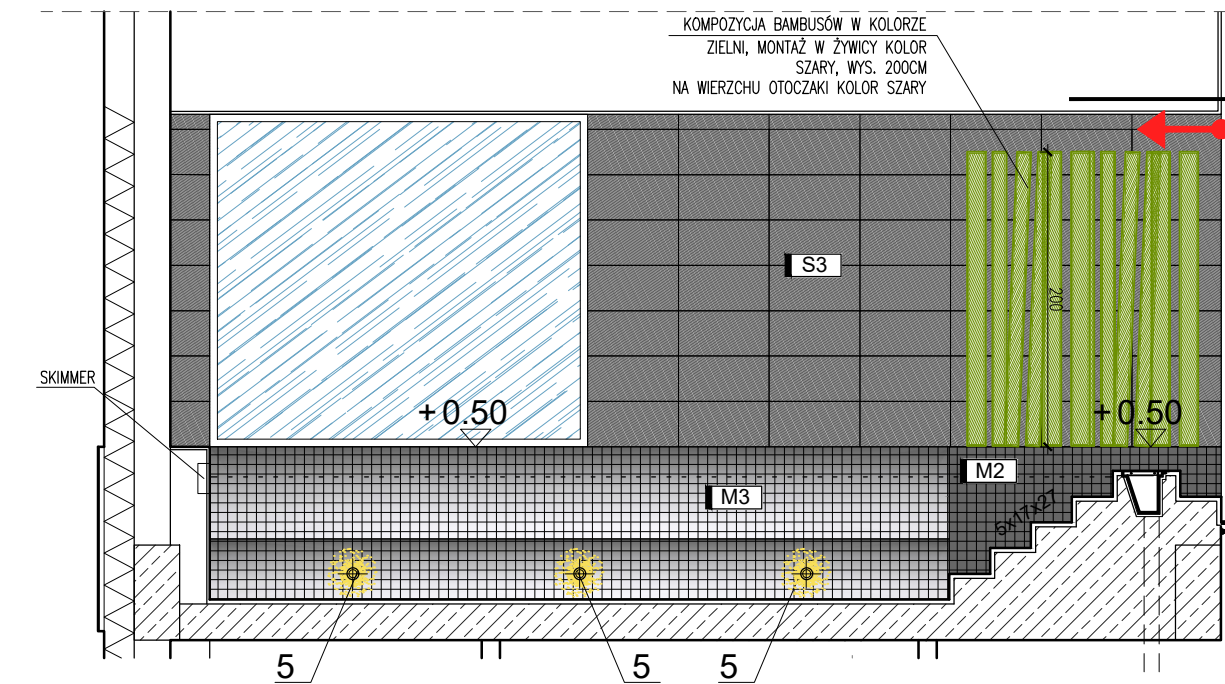 KOMPOZYCJA BAMBUSÓW W KOLORZE
ZIELNI, MONTAŻ W ŻYWICY KOLOR
SZARY, WYS. 200CM
NA WIERZCHU OTOCZAKI KOLOR SZARY
S3
200
SKIMMER
+0.50
+0.50
M2
M3
5x17x27
5
5
5